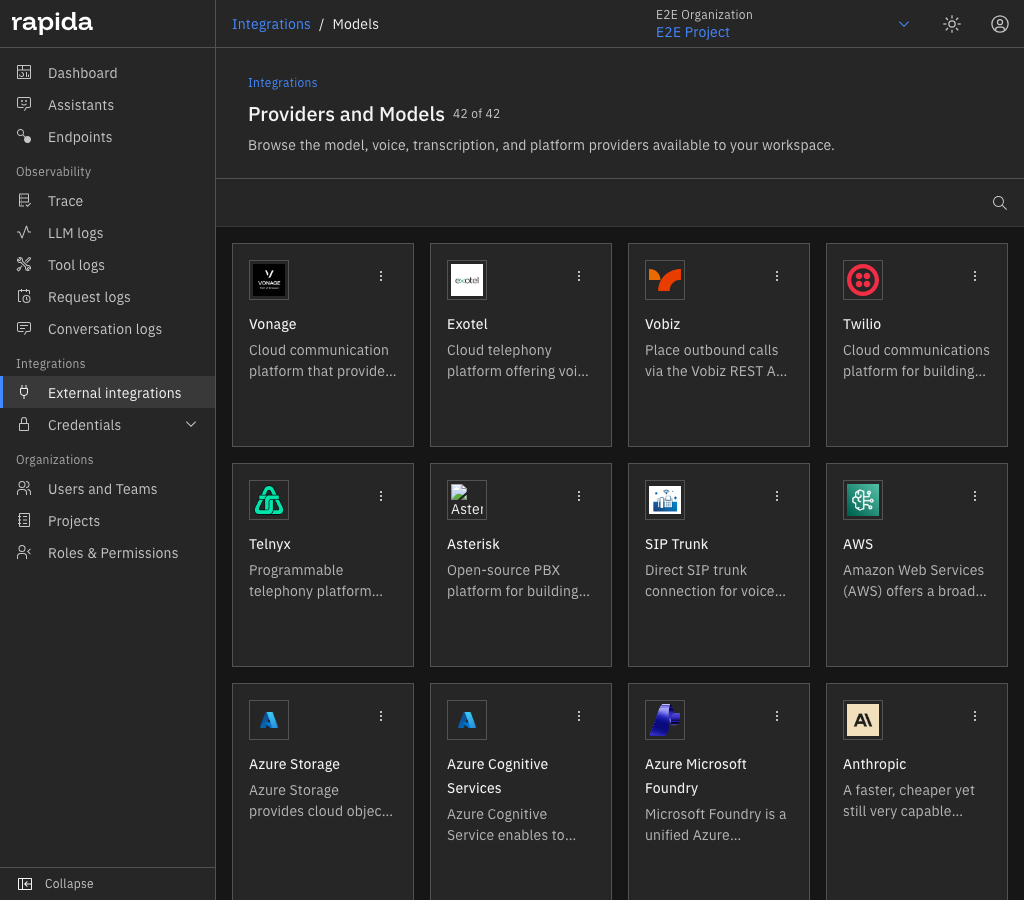 rapida
Integrations / Models
E2E Organization
E2E Project
Dashboard
Assistants
Endpoints
Observability
Trace
LLM logs
Tool logs
Request logs
Conversation logs
Integrations
External integrations
Credentials
Organizations
Users and Teams
Projects
Roles & Permissions
Collapse
Integrations
Providers and Models 42 of 42
Browse the model, voice, transcription, and platform providers available to your workspace.
VONAGE
Vonage
Cloud communication
platform that provide...
exotel
Exotel
Cloud telephony
platform offering voi...
Vobiz
Place outbound calls
via the Vobiz REST A...
Twilio
Cloud communications
platform for building...
Telnyx
Programmable
telephony platform...
Aster
Asterisk
Open-source PBX
platform for building...
SIP Trunk
Direct SIP trunk
connection for voice...
AWS
Amazon Web Services
(AWS) offers a broad...
Azure Storage
Azure Storage
provides cloud objec...
Azure Cognitive
Services
Azure Cognitive
Service enables to...
Azure Microsoft
Foundry
Microsoft Foundry is a
unified Azure...
A\
Anthropic
A faster, cheaper yet
still very capable...